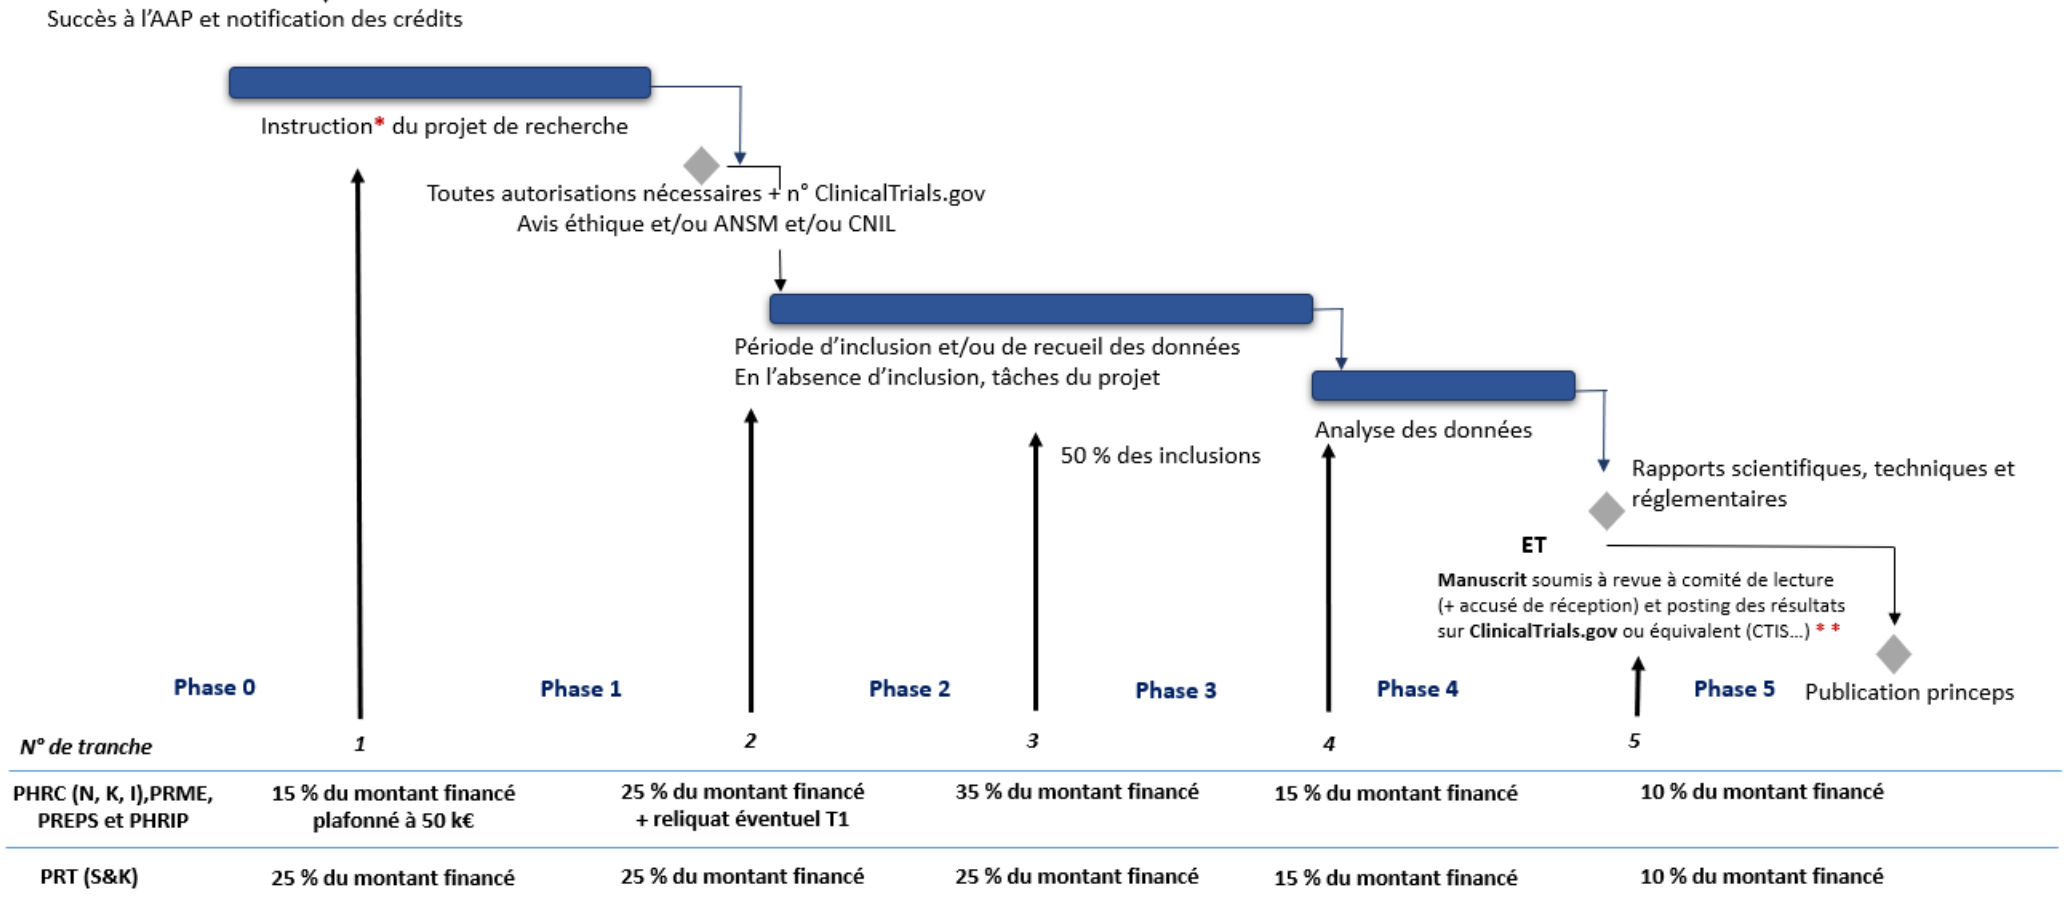 Succès à l’AAP et notification des crédits
Instruction* du projet de recherche
Toutes autorisations nécessaires + n° ClinicalTrials.gov
Avis éthique et/ou ANSM et/ou CNIL
Période d’inclusion et/ou de recueil des données
En l’absence d’inclusion, tâches du projet
Analyse des données
50 % des inclusions
Rapports scientifiques, techniques et
réglementaires
ET
Manuscrit soumis à revue à comité de lecture
(+ accusé de réception) et posting des résultats
sur ClinicalTrials.gov ou équivalent (CTIS...) * *
Phase 0
Phase 1
Phase 2
Phase 3
Phase 4
Phase 5
Publication princeps
N° de tranche
1
2
3
4
5
PHRC (N, K, I),PRME,
PREPS et PHRIP
15 % du montant financé
plafonné à 50 k€
25 % du montant financé
+ reliquat éventuel T1
35 % du montant financé
15 % du montant financé
10 % du montant financé
PRT (S&K)
25 % du montant financé
25 % du montant financé
25 % du montant financé
15 % du montant financé
10 % du montant financé